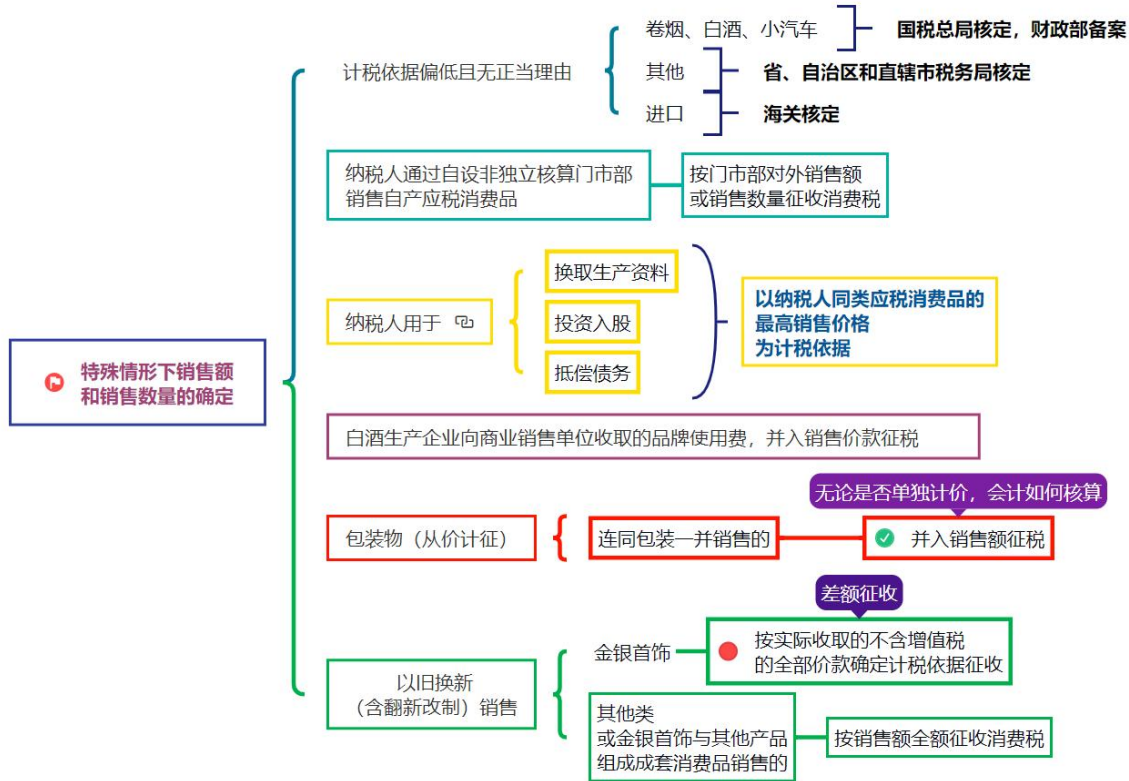 特殊情形下销售额
和销售数量的确定
计税依据偏低且无正当理由
卷烟、白酒、小汽车
国税总局核定，财政部备案
其他
省、自治区和直辖市税务局核定
进口
海关核定
纳税人通过自设非独立核算门市部
销售自产应税消费品
按门市部对外销售额
或销售数量征收消费税
纳税人用于
换取生产资料
投资入股
抵偿债务
以纳税人同类应税消费品的
最高销售价格
为计税依据
白酒生产企业向商业销售单位收取的品牌使用费，并入销售价款征税
包装物（从价计征）
连同包装一并销售的
无论是否单独计价，会计如何核算
并入销售额征税
以旧换新
（含翻新改制）销售
金银首饰
差额征收
按实际收取的不含增值税
的全部价款确定计税依据征收
其他类
或金银首饰与其他产品
组成成套消费品销售的
按销售额全额征收消费税